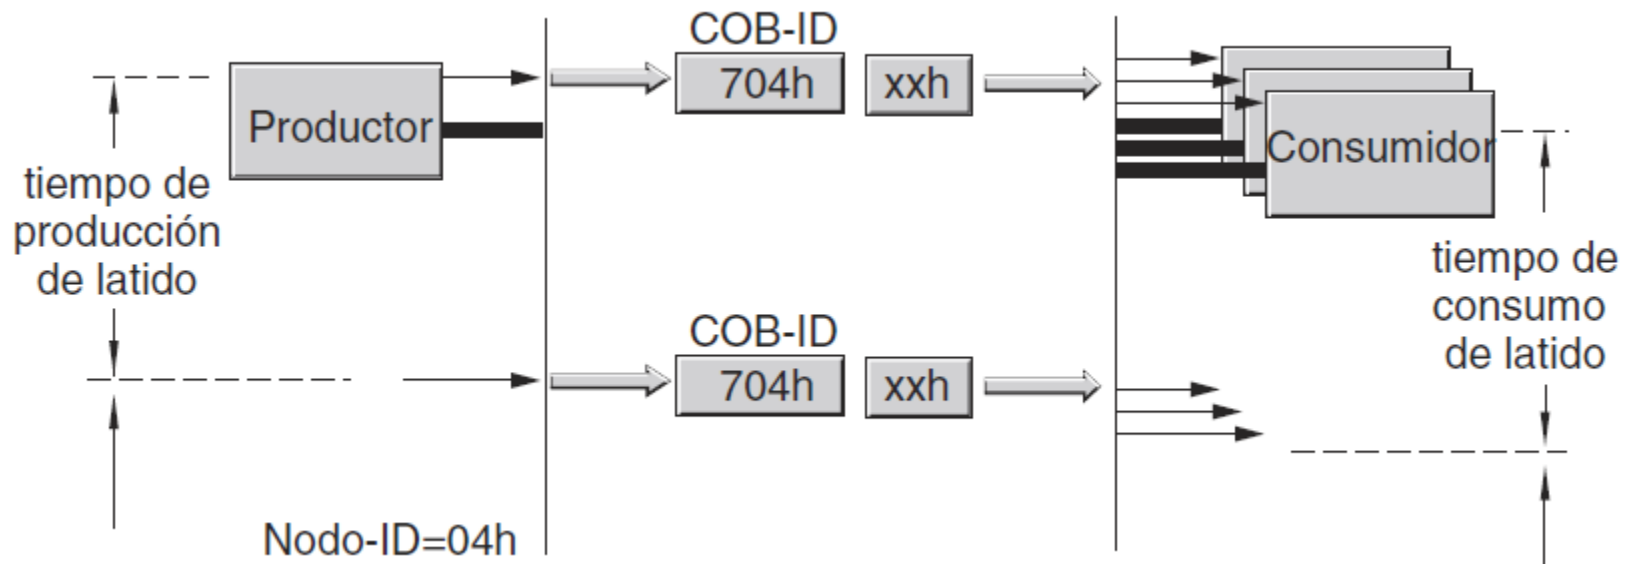 COB-ID
704h
xxh
Productor
Consumidor
tiempo de
producción
de latido
tiempo de
consumo
de latido
COB-ID
704h
xxh
Nodo-ID=04h